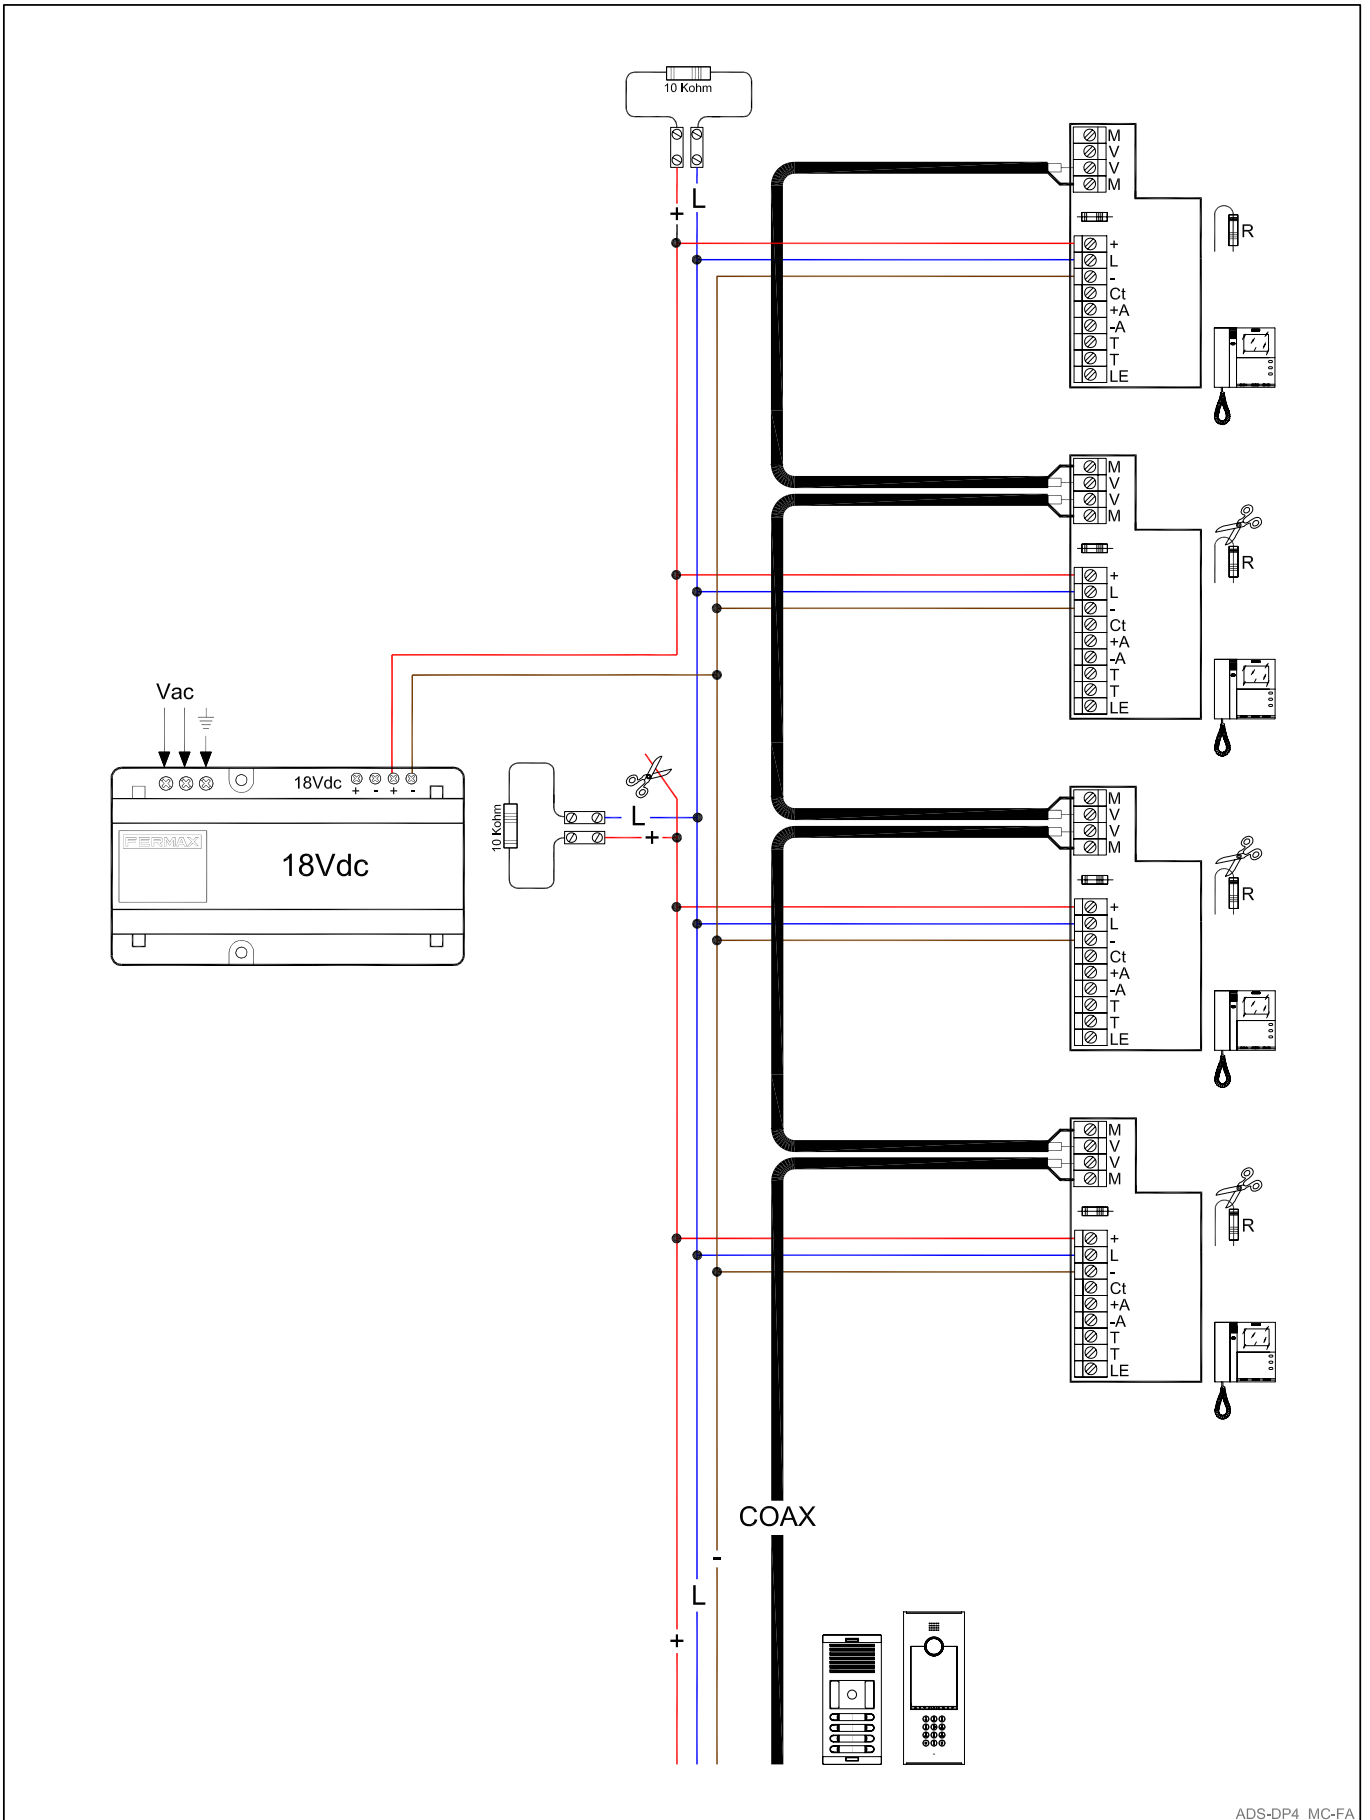 10 Kohm
L
+
M
V
V
M
R
+
L
-
Ct
+A
-A
T
T
LE
M
V
V
M
R
+
L
-
Ct
+A
-A
T
T
LE
Vac
18Vdc
+ - + -
FERMAX
18Vdc
10 Kohm
L
+
M
V
V
M
R
+
L
-
Ct
+A
-A
T
T
LE
M
V
V
M
R
+
L
-
Ct
+A
-A
T
T
LE
COAX
-
L
+
ADS-DP4 MC-FA